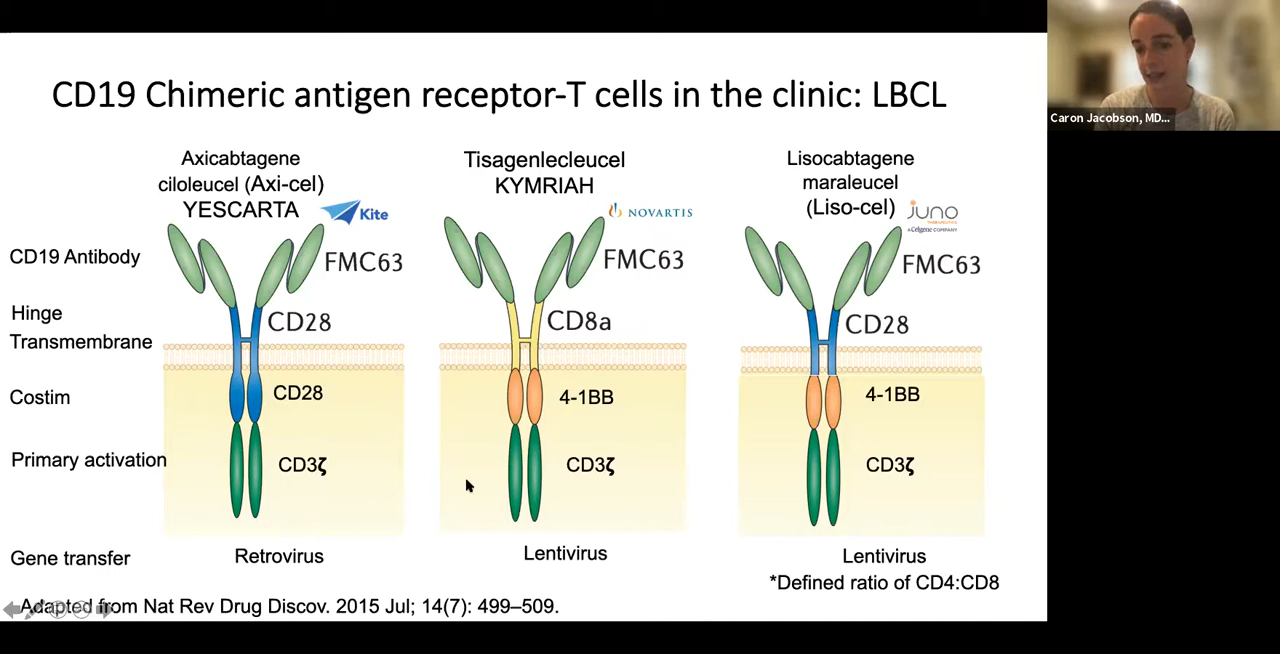 CD19 Chimeric antigen receptor-T cells in the clinic: LBCL
Caron Jacobson, MD...
Axicabtagene
ciloleucel (Axi-cel)
YESCARTA
Kite
Tisagenlecleucel
KYMRIAH
NOVARTIS
Lisocabtagene
maraleucel
(Liso-cel)
JUNO
THERAPEUTICS
A Celgene COMPANY
CD19 Antibody
FMC63
FMC63
FMC63
Hinge
Transmembrane
CD28
CD8a
CD28
Costim
CD28
4-1BB
4-1BB
Primary activation
CD3ζ
CD3ζ
CD3ζ
Gene transfer
Retrovirus
Lentivirus
Lentivirus
*Defined ratio of CD4:CD8
Adapted from Nat Rev Drug Discov. 2015 Jul; 14(7): 499–509.